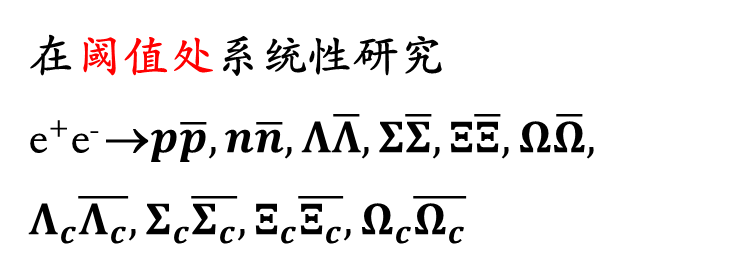 在阈值处系统性研究
e⁺e⁻→pp̅, nn̅, ΛΛ̅, ΣΣ̅, ΞΞ̅, ΩΩ̅,
Λ_cΛ̅_c̅, Σ_cΣ̅_c̅, Ξ_cΞ̅_c̅, Ω_cΩ̅_c̅